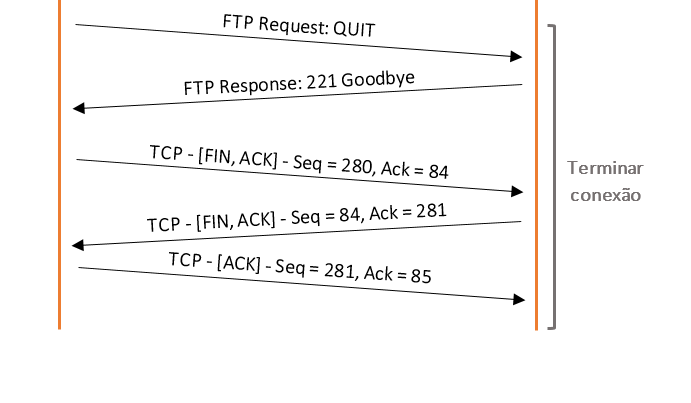 FTP Request: QUIT
FTP Response: 221 Goodbye
TCP - [FIN, ACK] - Seq = 280, Ack = 84
TCP - [FIN, ACK] - Seq = 84, Ack = 281
TCP - [ACK] - Seq = 281, Ack = 85
Terminar
conexão